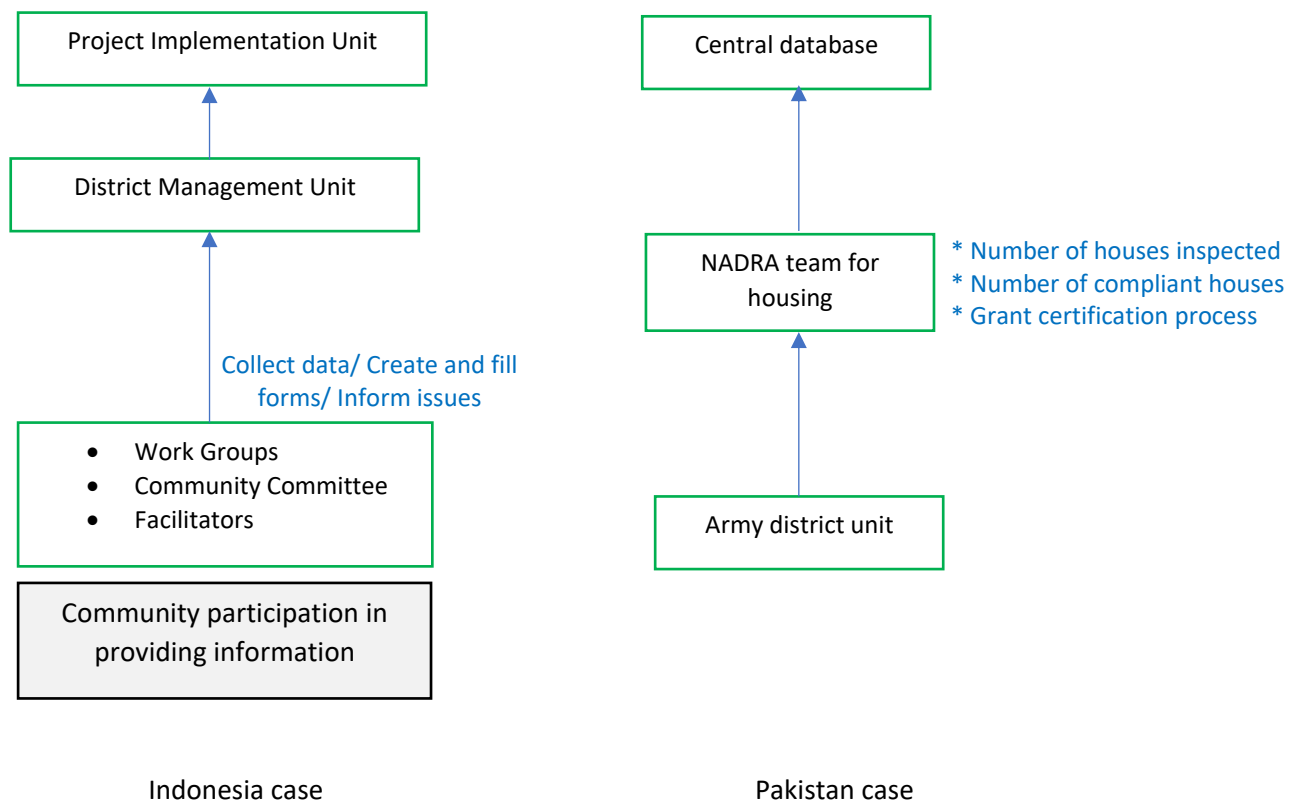 Project Implementation Unit
District Management Unit
Collect data/ Create and fill
forms/ Inform issues
• Work Groups
• Community Committee
• Facilitators
Community participation in
providing information
Indonesia case
Central database
NADRA team for
housing
* Number of houses inspected
* Number of compliant houses
* Grant certification process
Army district unit
Pakistan case